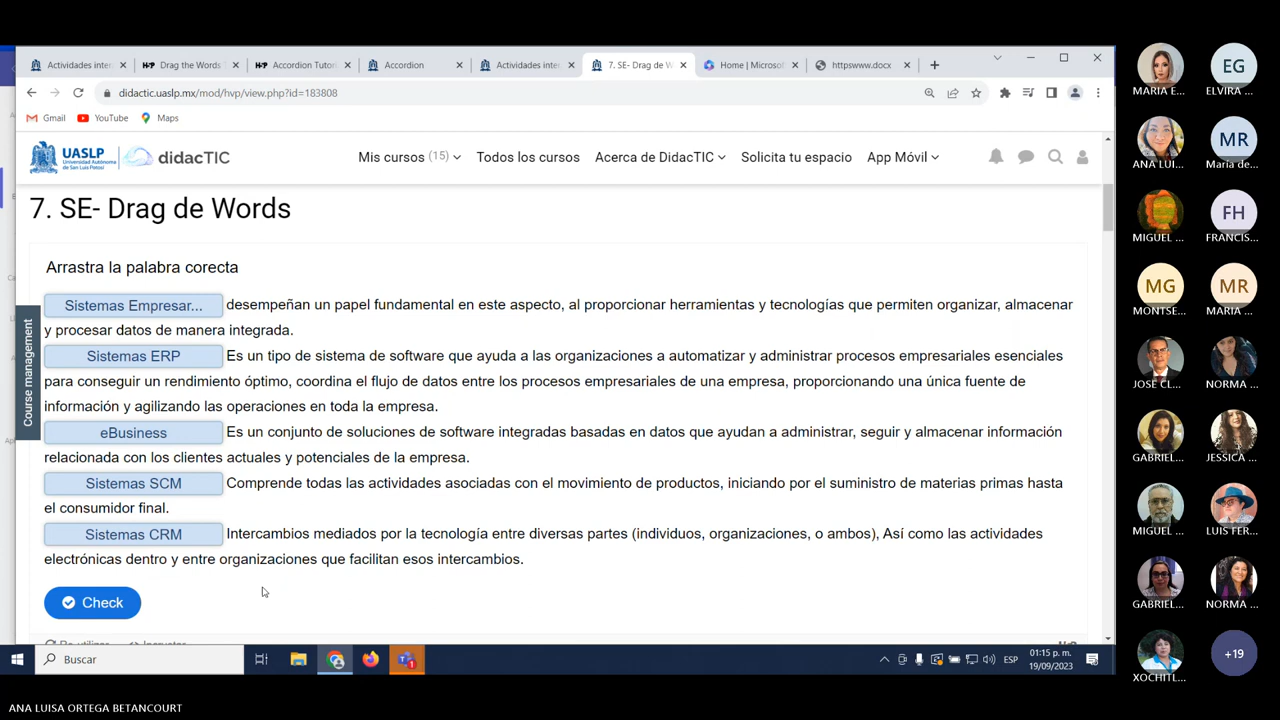 Actividades inte
Drag the Words
Accordion Tutori
Accordion
Actividades inte
7. SE- Drag de W
Home | Microsof
httpswww.docx
didactic.uaslp.mx/mod/hvp/view.php?id=183808
Gmail YouTube Maps
UASLP
Universidad Autónoma
de San Luis Potosí
didacTIC
Mis cursos (15) Todos los cursos Acerca de DidacTIC Solicita tu espacio App Móvil
7. SE- Drag de Words
Course management
Arrastra la palabra corecta
Sistemas Empresar... desempeñan un papel fundamental en este aspecto, al proporcionar herramientas y tecnologías que permiten organizar, almacenar
y procesar datos de manera integrada.
Sistemas ERP Es un tipo de sistema de software que ayuda a las organizaciones a automatizar y administrar procesos empresariales esenciales
para conseguir un rendimiento óptimo, coordina el flujo de datos entre los procesos empresariales de una empresa, proporcionando una única fuente de
información y agilizando las operaciones en toda la empresa.
eBusiness Es un conjunto de soluciones de software integradas basadas en datos que ayudan a administrar, seguir y almacenar información
relacionada con los clientes actuales y potenciales de la empresa.
Sistemas SCM Comprende todas las actividades asociadas con el movimiento de productos, iniciando por el suministro de materias primas hasta
el consumidor final.
Sistemas CRM Intercambios mediados por la tecnología entre diversas partes (individuos, organizaciones, o ambos), Así como las actividades
electrónicas dentro y entre organizaciones que facilitan esos intercambios.
Check
Buscar
ESP
01:15 p. m.
19/09/2023
MARIA E...
EG
ELVIRA ...
ANA LUI...
MR
María de...
MIGUEL ...
FH
FRANCIS...
MG
MONTSE...
MR
MARIA ...
JOSE CL...
NORMA ...
GABRIEL...
JESSICA ...
MIGUEL ...
LUIS FER...
GABRIEL...
NORMA ...
XOCHITL...
+19
ANA LUISA ORTEGA BETANCOURT